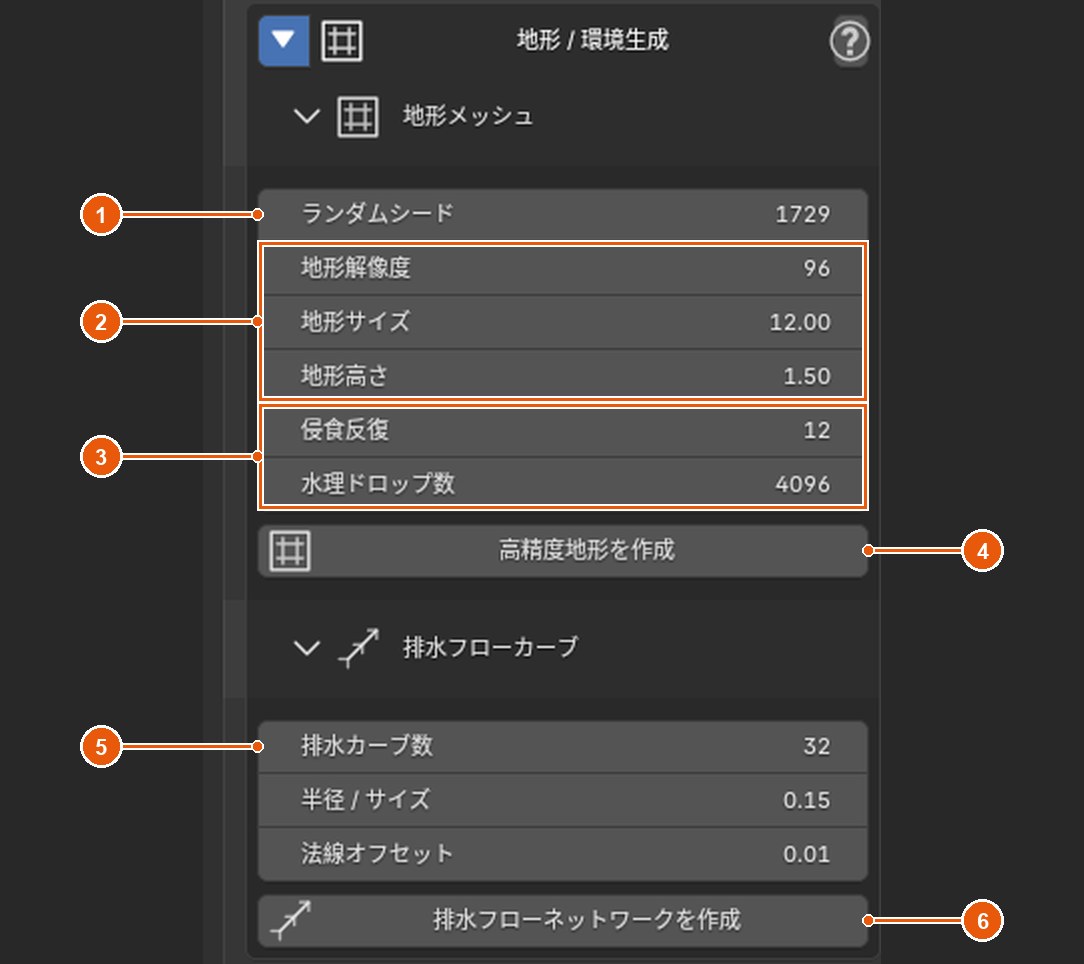 地形 / 環境生成
地形メッシュ
1 ランダムシード 1729
地形解像度 96
2 地形サイズ 12.00
地形高さ 1.50
侵食反復 12
3
水理ドロップ数 4096
高精度地形を作成 4
排水フローカーブ
5 排水カーブ数 32
半径 / サイズ 0.15
法線オフセット 0.01
排水フローネットワークを作成 6